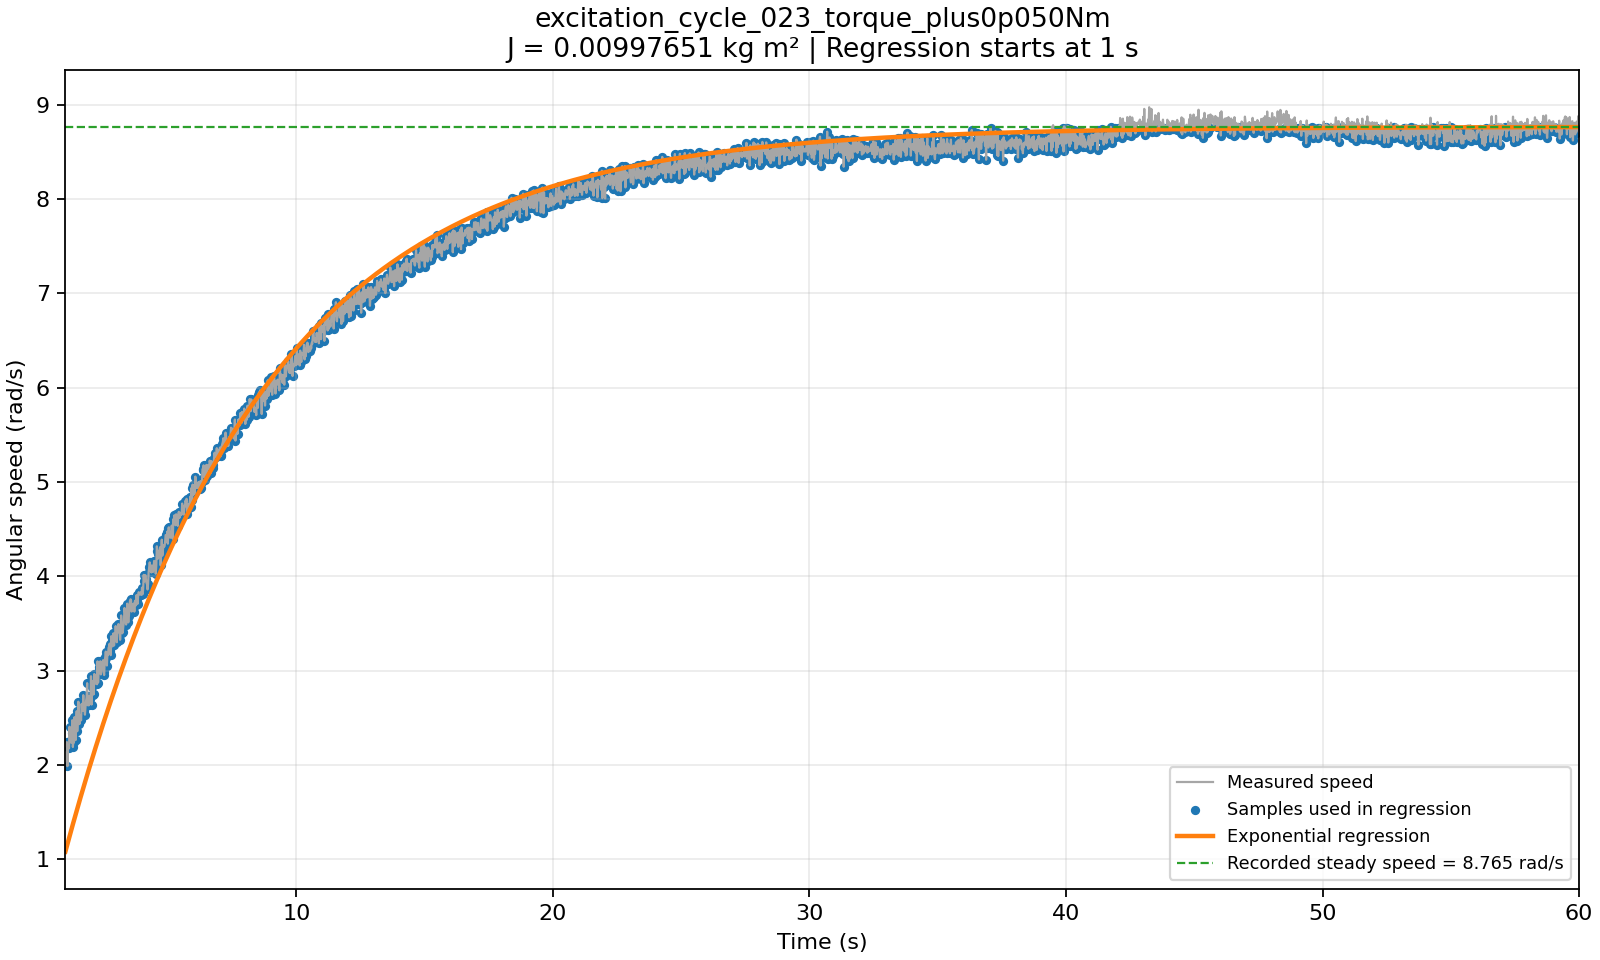 excitation_cycle_023_torque_plus0p050Nm
J = 0.00997651 kg m² | Regression starts at 1 s
Angular speed (rad/s)
9
8
7
6
5
4
3
2
1
Measured speed
Samples used in regression
Exponential regression
Recorded steady speed = 8.765 rad/s
10
20
30
40
50
60
Time (s)